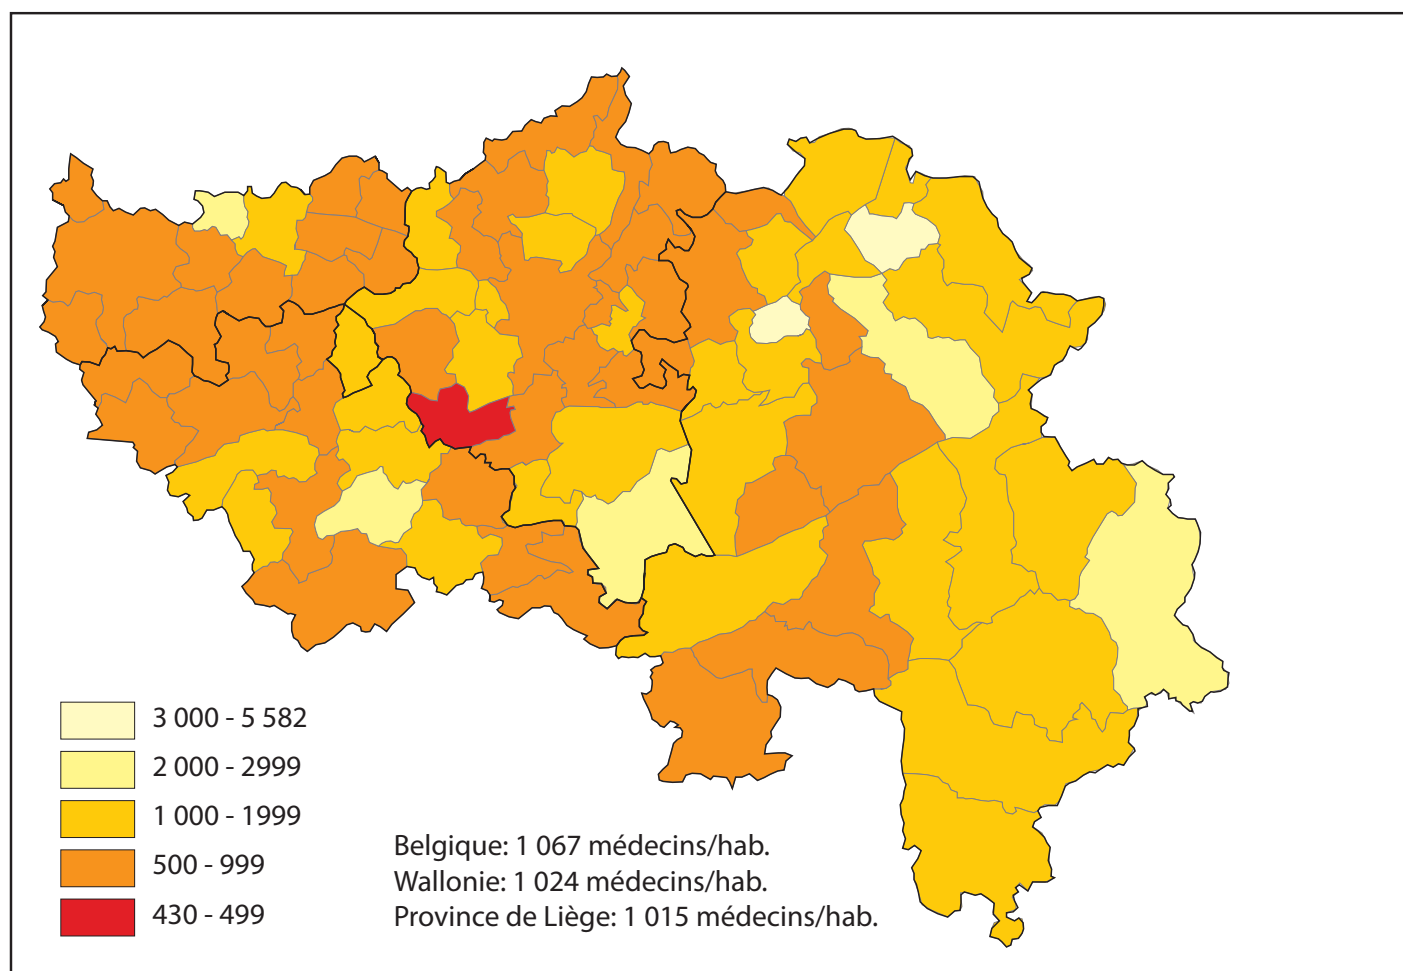 3 000 - 5 582
2 000 - 2999
1 000 - 1999
500 - 999
430 - 499
Belgique: 1 067 médecins/hab.
Wallonie: 1 024 médecins/hab.
Province de Liège: 1 015 médecins/hab.